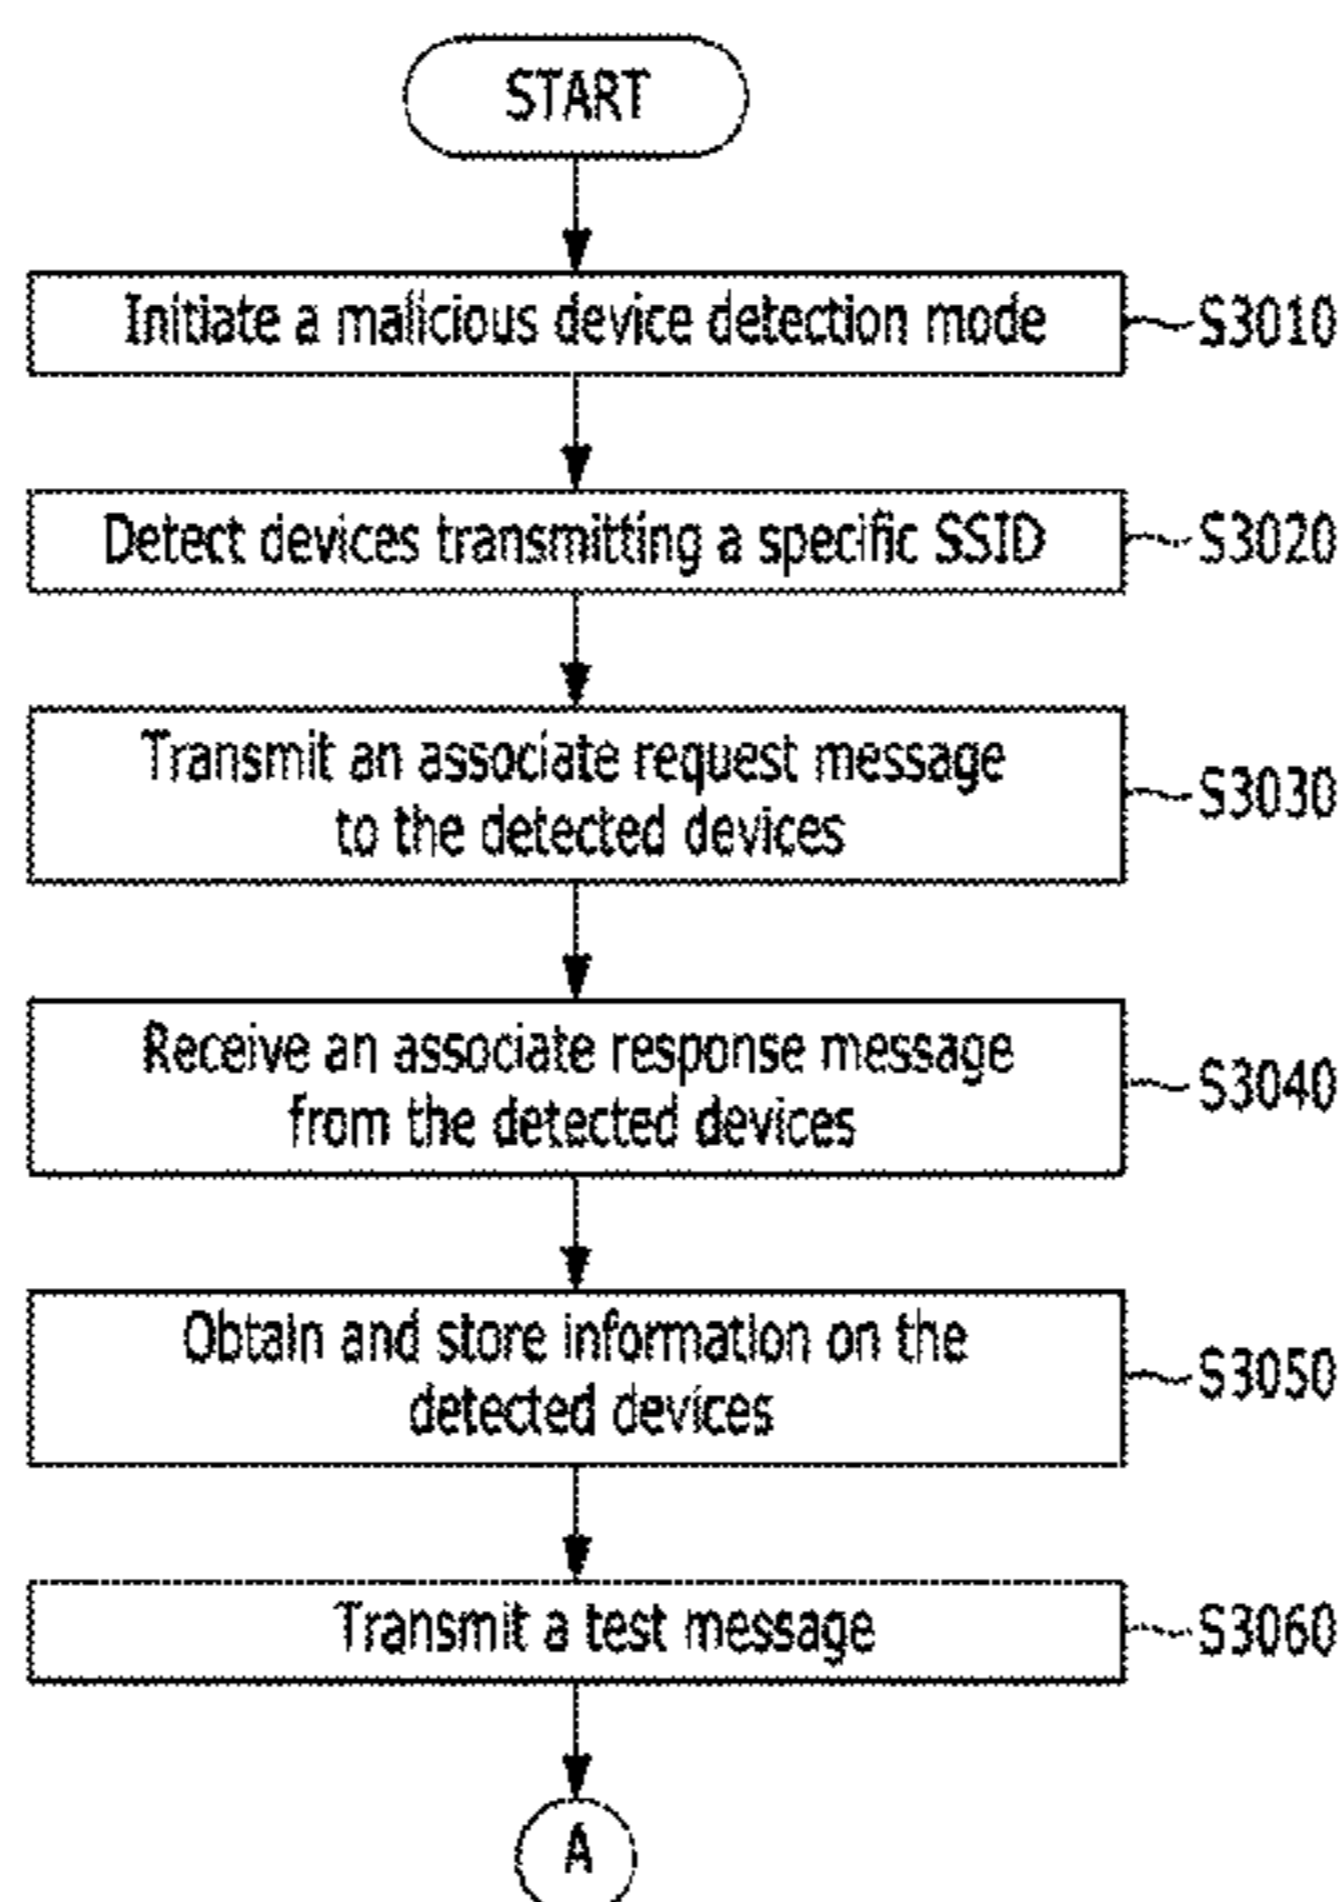 START
Initiate a malicious device detection mode
S3010
Detect devices transmitting a specific SSID
S3020
Transmit an associate request message
to the detected devices
S3030
Receive an associate response message
from the detected devices
S3040
Obtain and store information on the
detected devices
S3050
Transmit a test message
S3060
A